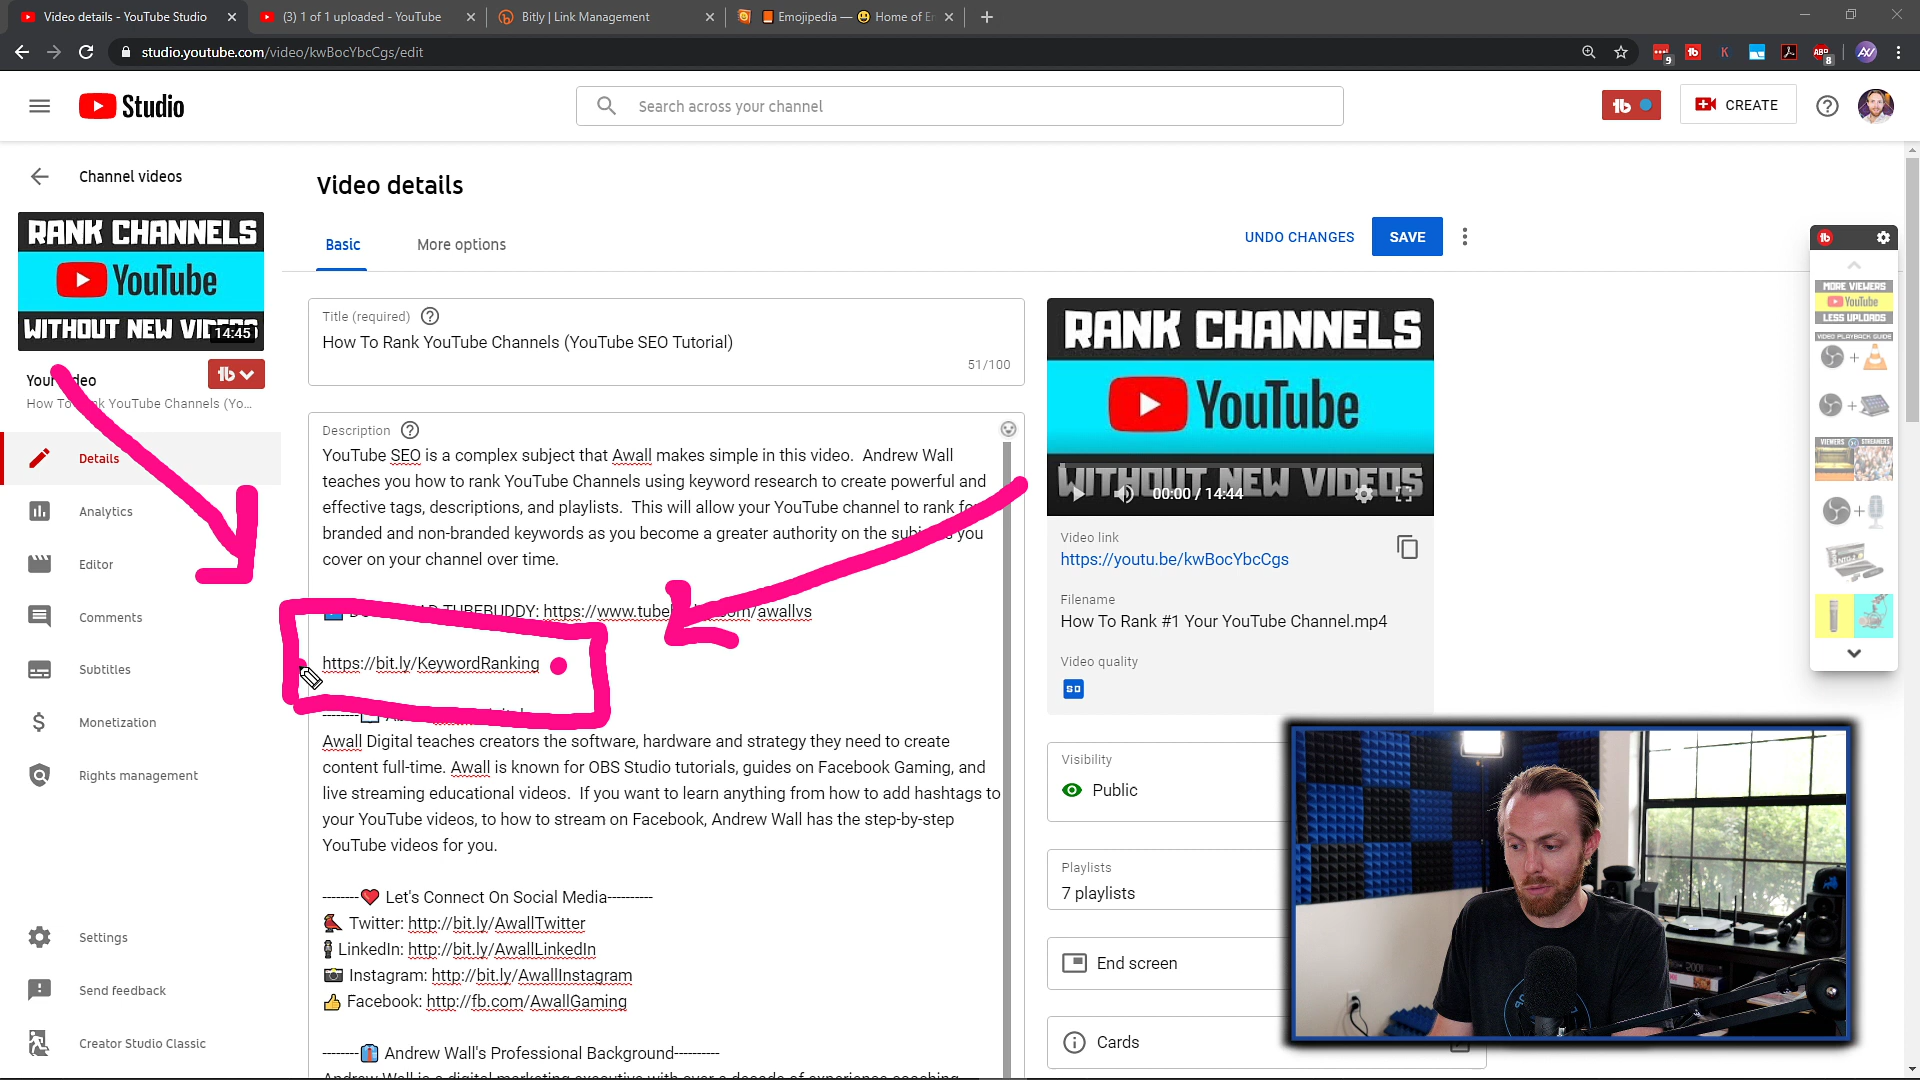 Video details - YouTube Studio
(3) 1 of 1 uploaded - YouTube
Bitly | Link Management
Emojipedia — 😃 Home of E
studio.youtube.com/video/kwBocYbcCgs/edit
9
8
Studio
Search across your channel
CREATE
Channel videos
RANK CHANNELS
YouTube
WITHOUT NEW VIDEOS
14:45
Your video
How To Rank YouTube Channels (Yo...
Details
Analytics
Editor
Comments
Subtitles
Monetization
Rights management
Settings
Send feedback
Creator Studio Classic
Video details
Basic
More options
UNDO CHANGES
SAVE
Title (required)
How To Rank YouTube Channels (YouTube SEO Tutorial)
51/100
Description
YouTube SEO is a complex subject that Awall makes simple in this video.  Andrew Wall
teaches you how to rank YouTube Channels using keyword research to create powerful and
effective tags, descriptions, and playlists.  This will allow your YouTube channel to rank for
branded and non-branded keywords as you become a greater authority on the subjects you
cover on your channel over time.
TUBEBUDDY: https://www.tube /awallvs
https://bit.ly/KeywordRanking
Awall Digital teaches creators the software, hardware and strategy they need to create
content full-time. Awall is known for OBS Studio tutorials, guides on Facebook Gaming, and
live streaming educational videos.  If you want to learn anything from how to add hashtags to
your YouTube videos, to how to stream on Facebook, Andrew Wall has the step-by-step
YouTube videos for you.
--------❤️ Let's Connect On Social Media----------
Twitter: http://bit.ly/AwallTwitter
LinkedIn: http://bit.ly/AwallLinkedIn
📷 Instagram: http://bit.ly/AwallInstagram
👍 Facebook: http://fb.com/AwallGaming
--------👔 Andrew Wall's Professional Background----------
RANK CHANNELS
YouTube
WITHOUT NEW VIDEOS
00:00 / 14:44
Video link
https://youtu.be/kwBocYbcCgs
Filename
How To Rank #1 Your YouTube Channel.mp4
Video quality
SD
Visibility
Public
Playlists
7 playlists
End screen
Cards
MORE VIEWERS
YouTube
LESS UPLOADS
VIDEO PLAYBACK GUIDE
VIEWERS
STREAMERS